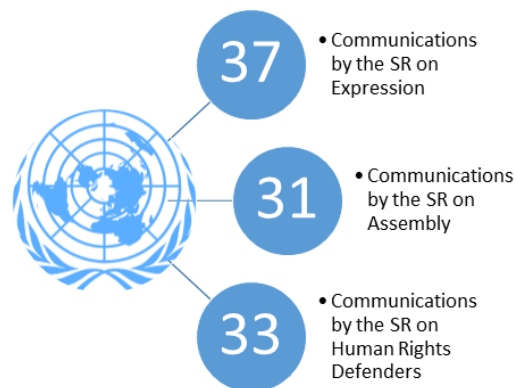 37
• Communications
by the SR on
Expression
31
• Communications
by the SR on
Assembly
33
• Communications
by the SR on
Human Rights
Defenders